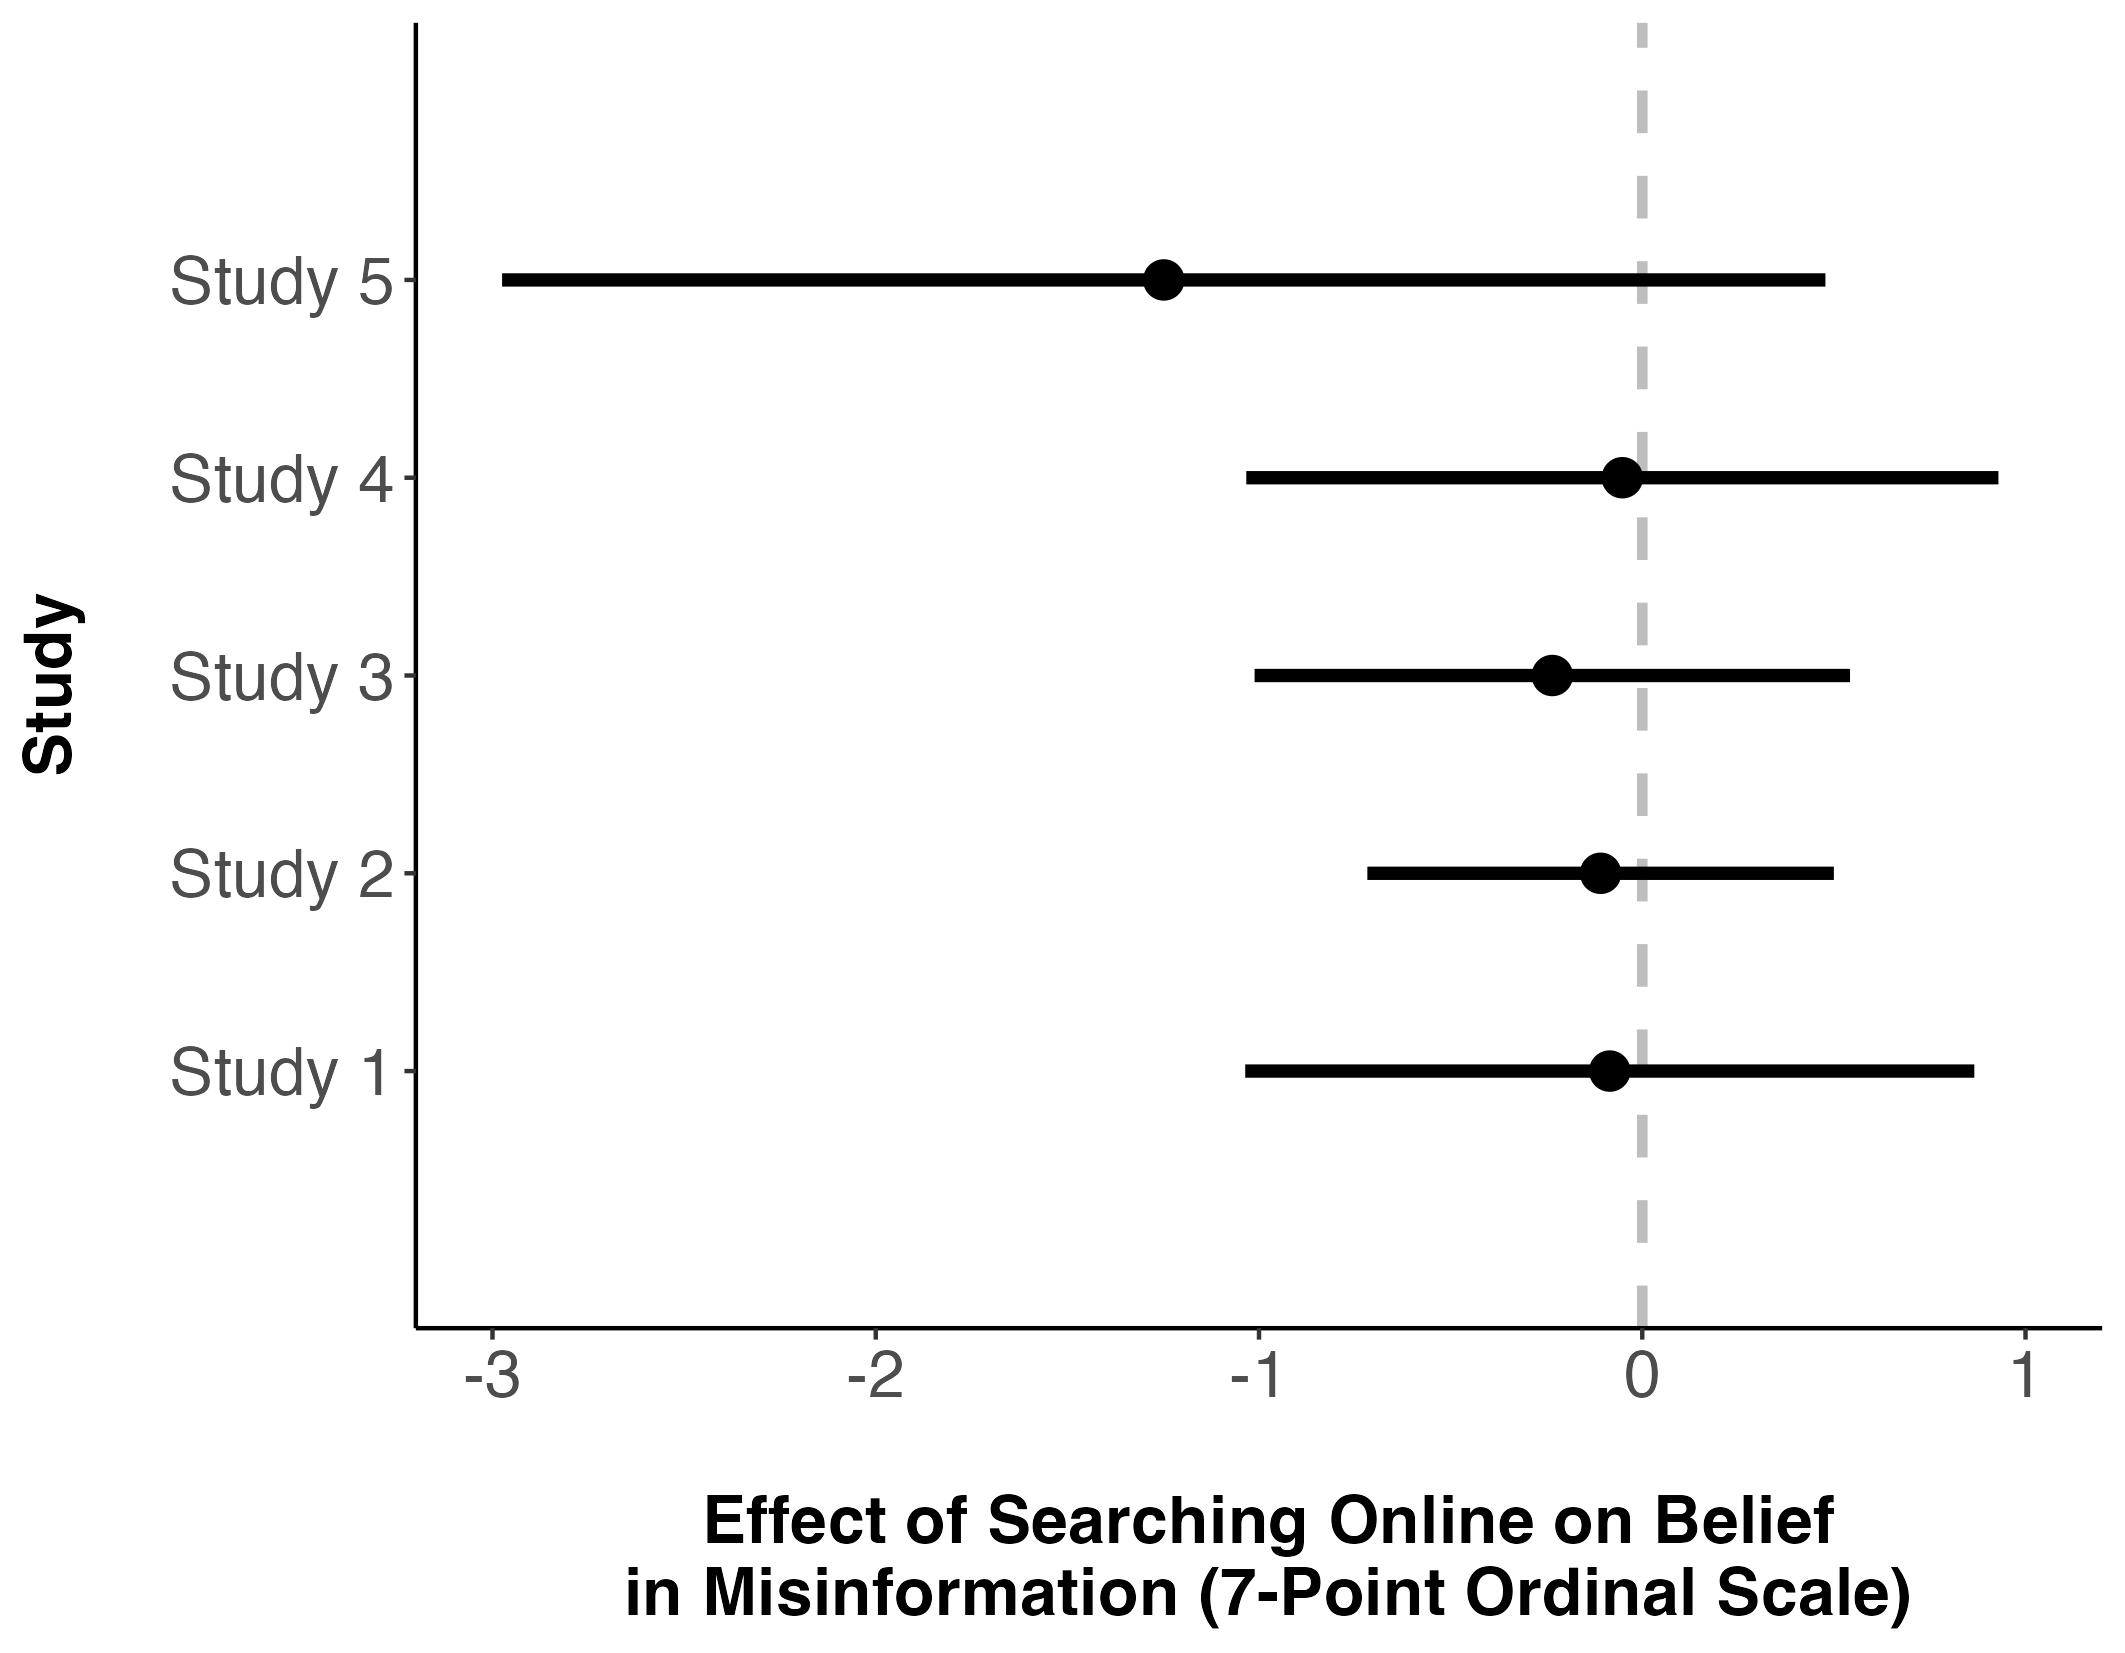 Study
Study 5
Study 4
Study 3
Study 2
Study 1
-3 -2 -1 0 1
Effect of Searching Online on Belief
in Misinformation (7-Point Ordinal Scale)